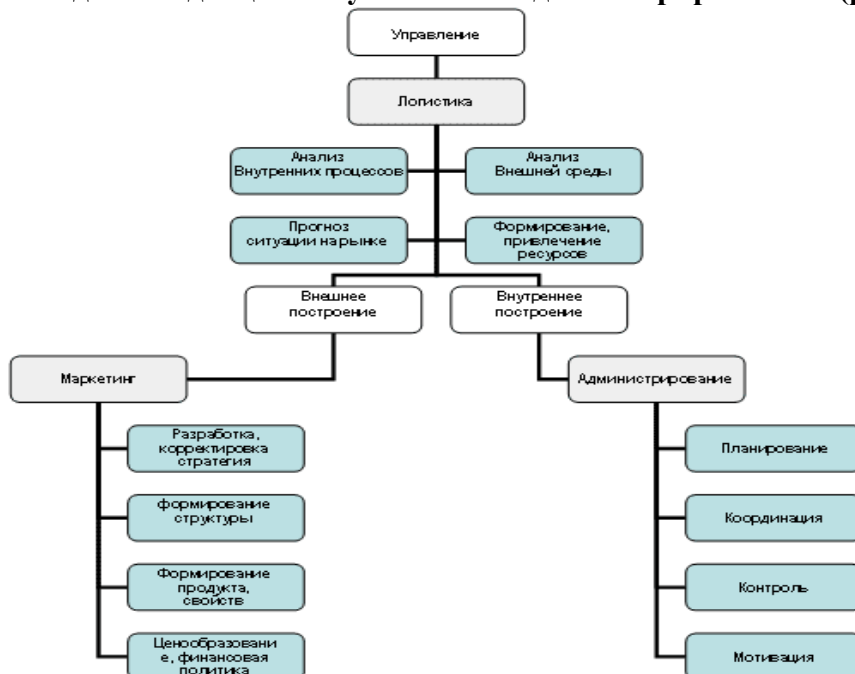 Управление
Логистика
Анализ
Внутренних процессов
Анализ
Внешней среды
Прогноз
ситуации на рынке
Формирование,
привлечение
ресурсов
Внешнее
построение
Внутреннее
построение
Маркетинг
Администрирование
Разработка,
корректировка
стратегия
формирование
структуры
Формирование
продукта,
свойств
Ценообразовани
е, финансовая
политика
Планирование
Координация
Контроль
Мотивация